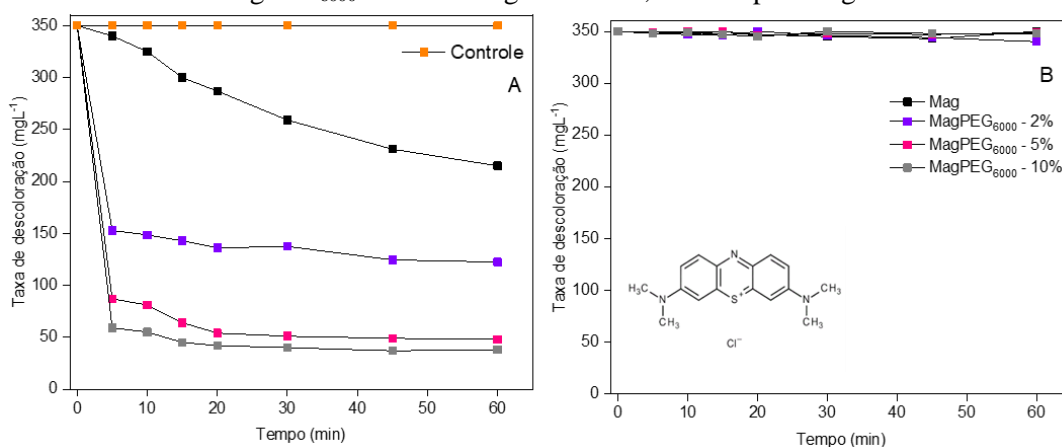 Controle
A
Taxa de descoloração (mgL⁻¹)
350
300
250
200
150
100
50
0
0 10 20 30 40 50 60
Tempo (min)
B
Mag
MagPEG₆₀₀₀ - 2%
MagPEG₆₀₀₀ - 5%
MagPEG₆₀₀₀ - 10%
Taxa de descoloração (mgL⁻¹)
350
300
250
200
150
100
50
0
N
H₃C N S⁺ N CH₃
CH₃ CH₃
Cl⁻
0 10 20 30 40 50 60
Tempo (min)